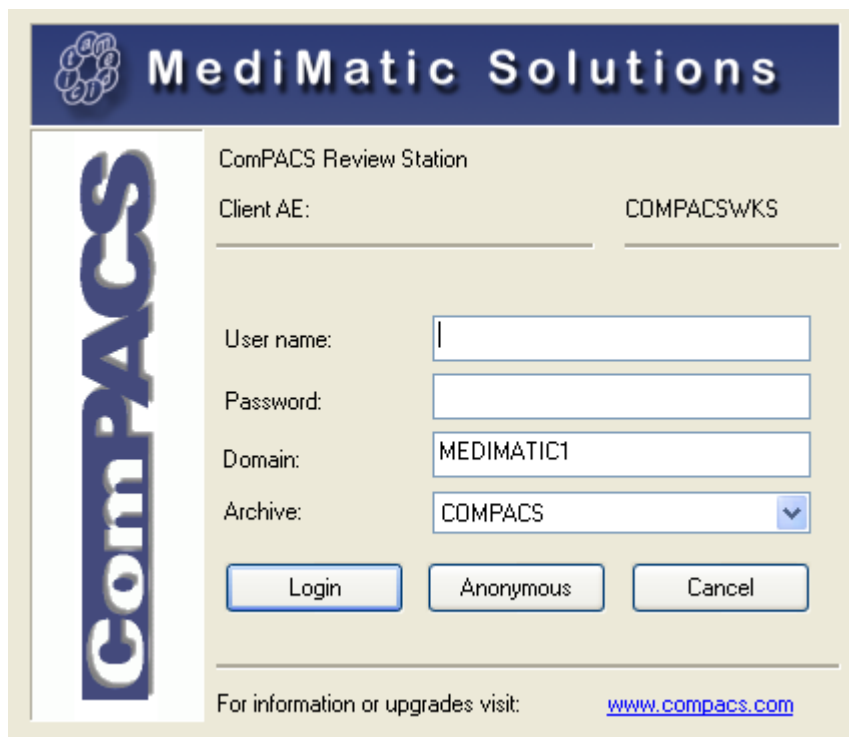 MediMatic Solutions
ComPACS
ComPACS Review Station
Client AE: COMPACSWKS
User name:
Password:
Domain: MEDIMATIC1
Archive: COMPACS
Login Anonymous Cancel
For information or upgrades visit: www.compacs.com